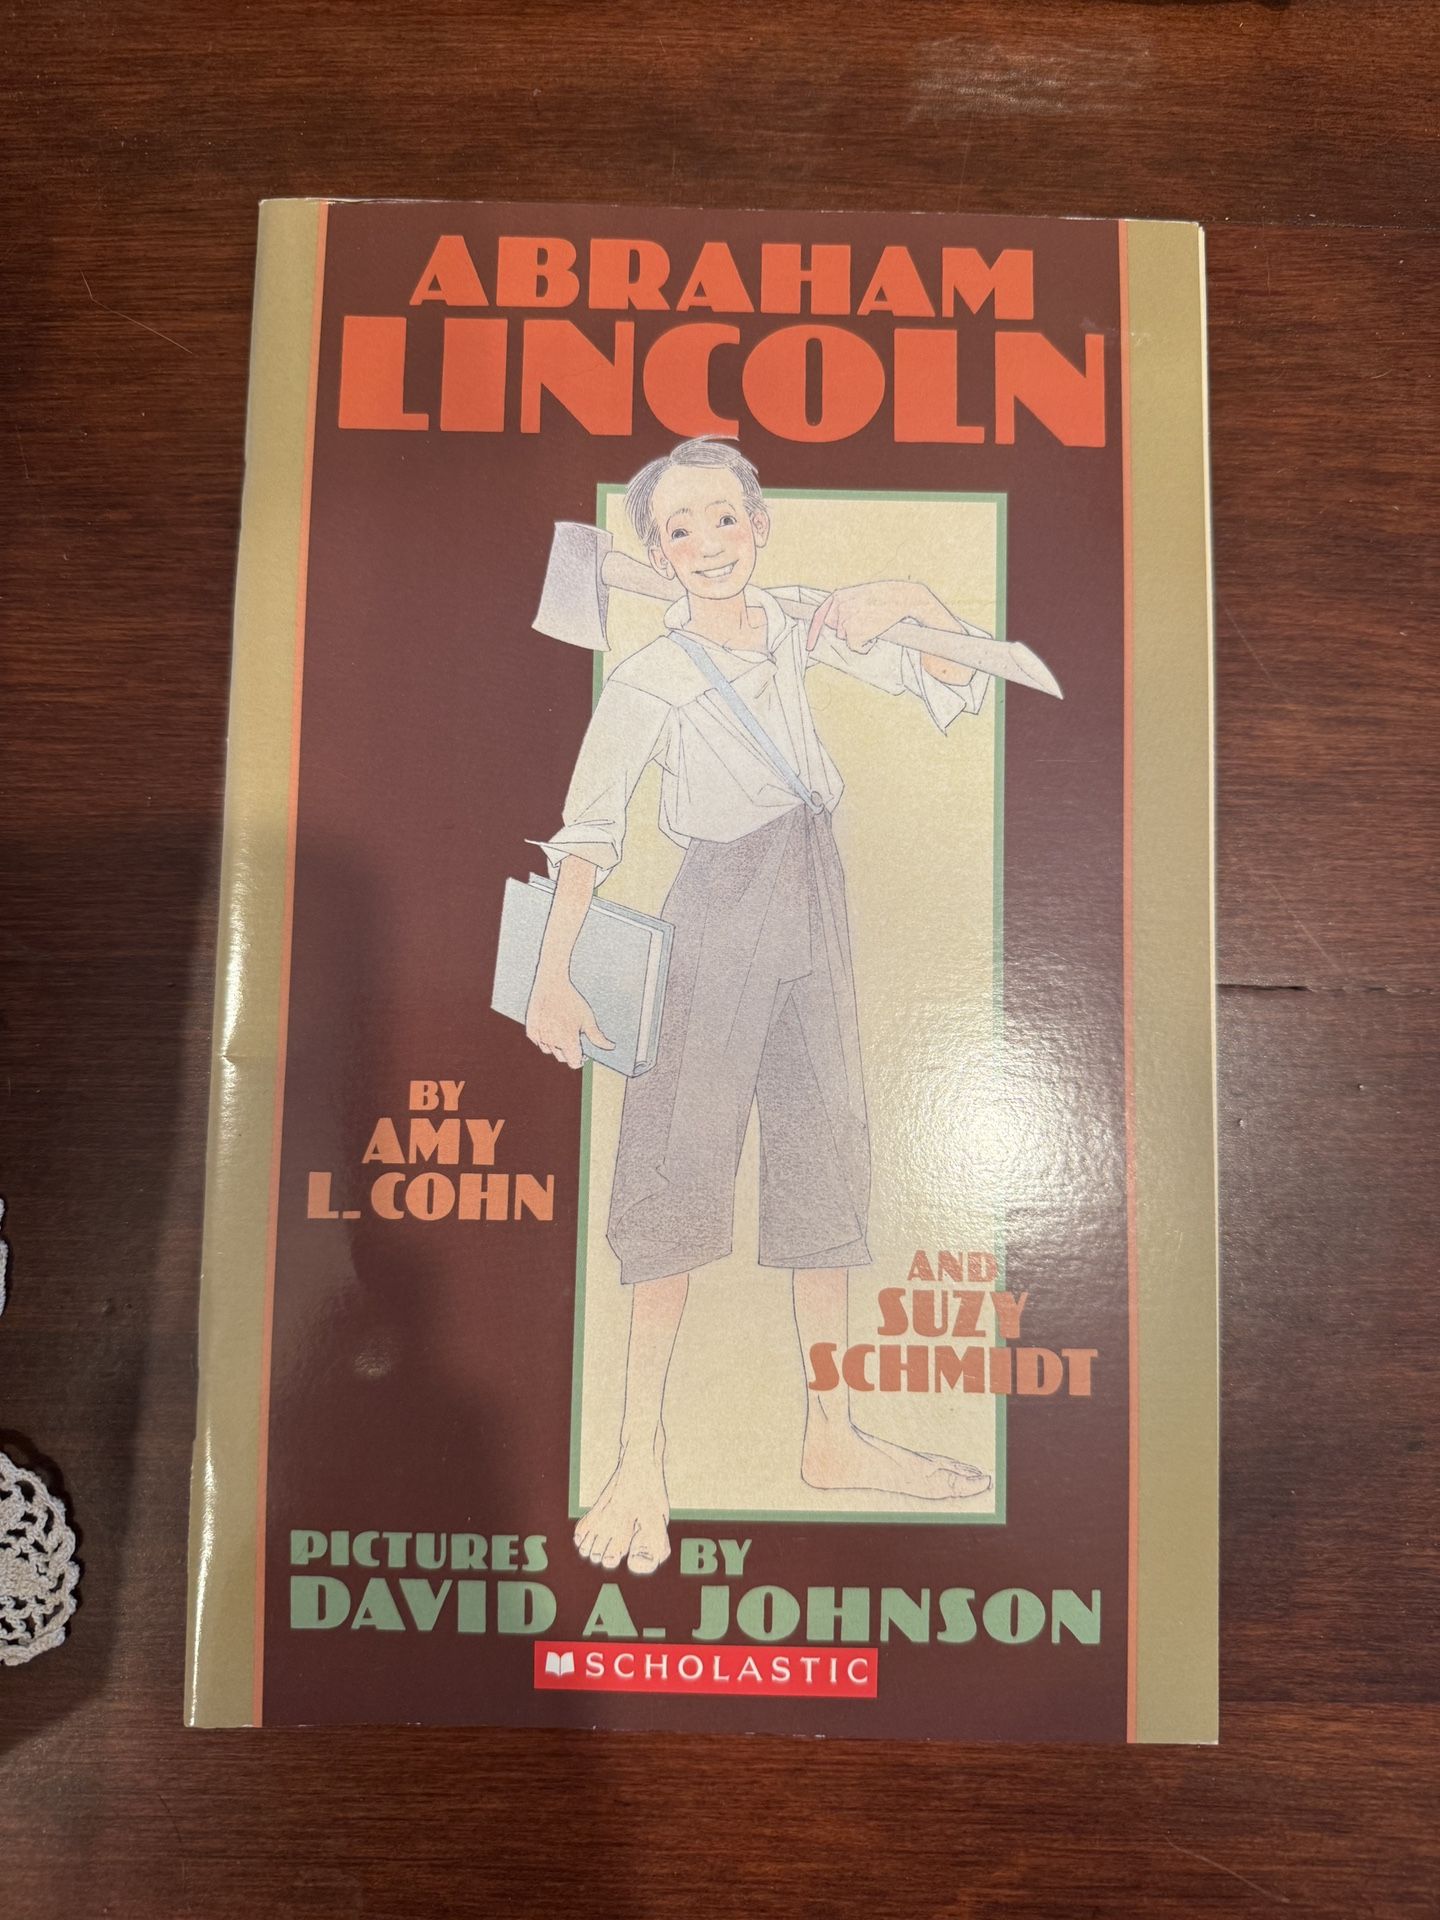 ABRAHAM
LINCOLN
BY
AMY
L. COHN
AND
SUZY
SCHMIDT
PICTURES BY
DAVID A. JOHNSON
SCHOLASTIC